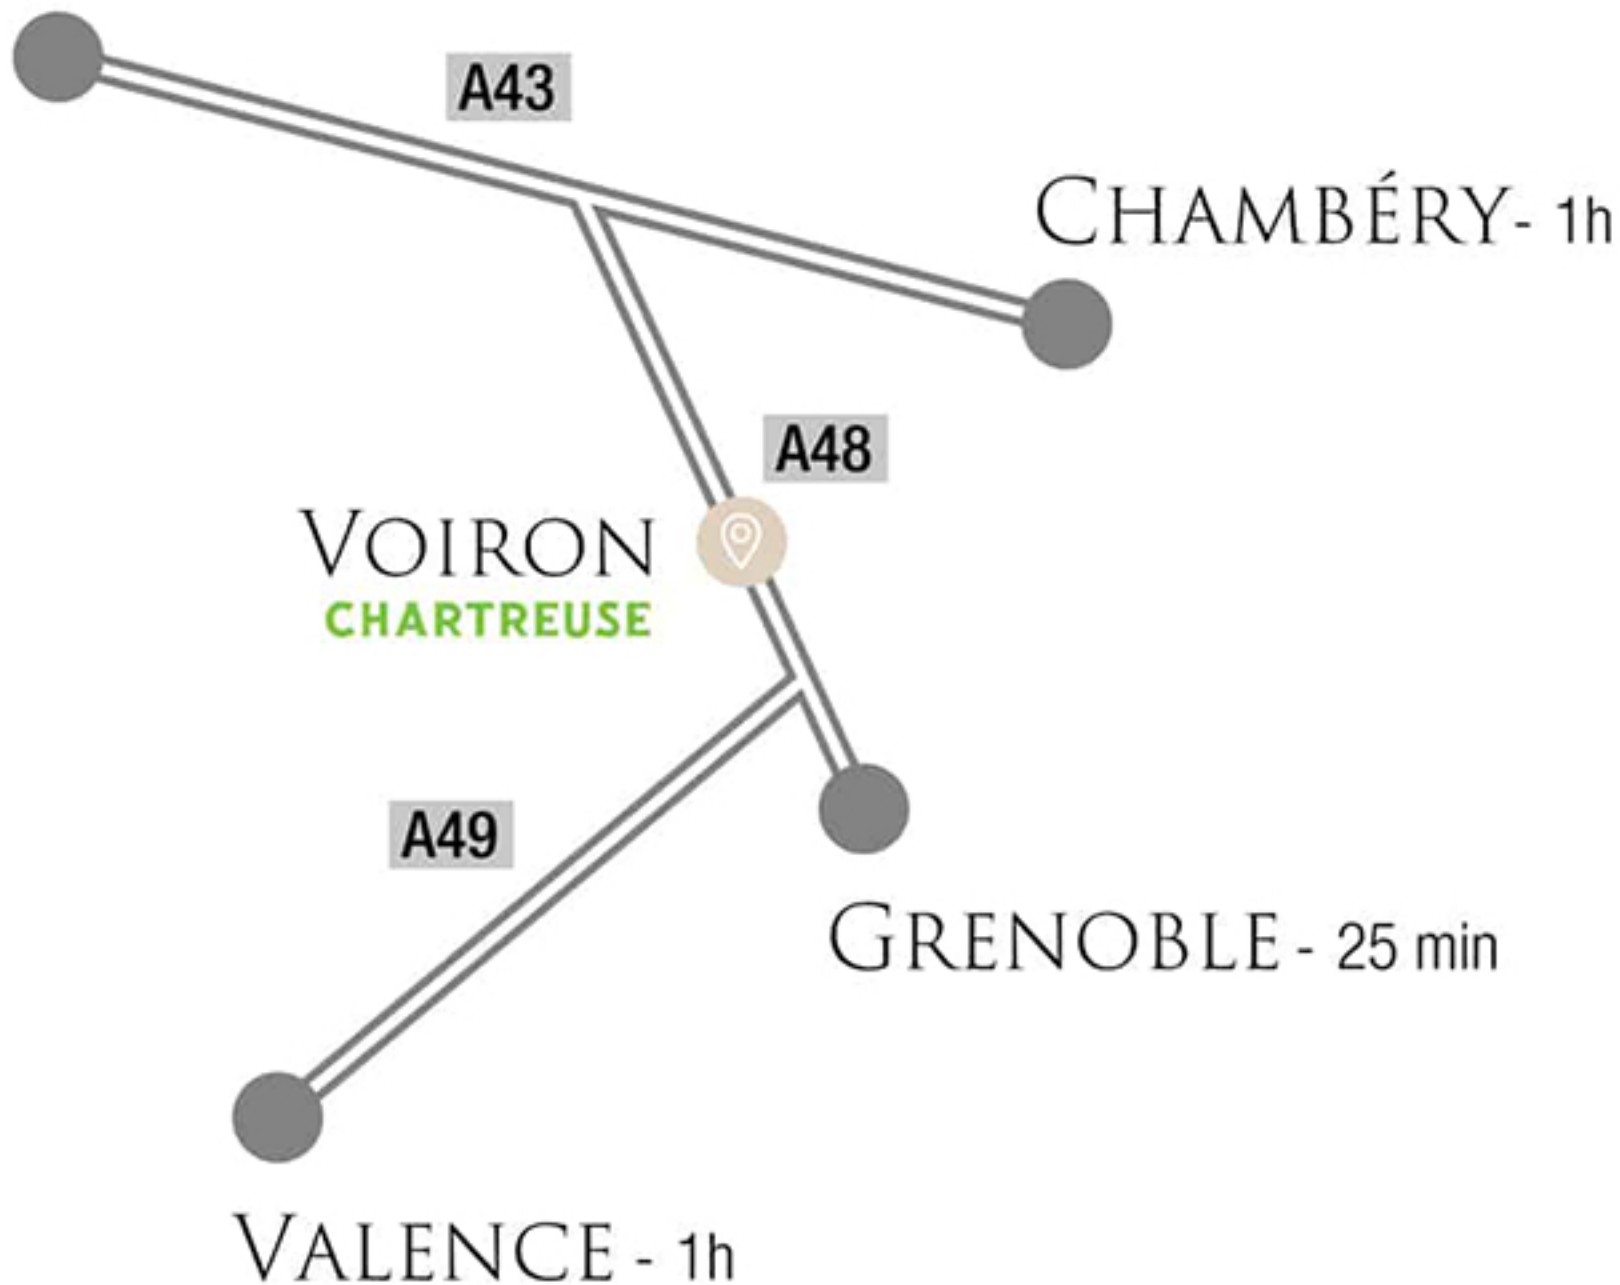 A43
CHAMBÉRY - 1h
A48
VOIRON
CHARTREUSE
A49
GRENOBLE - 25 min
VALENCE - 1h